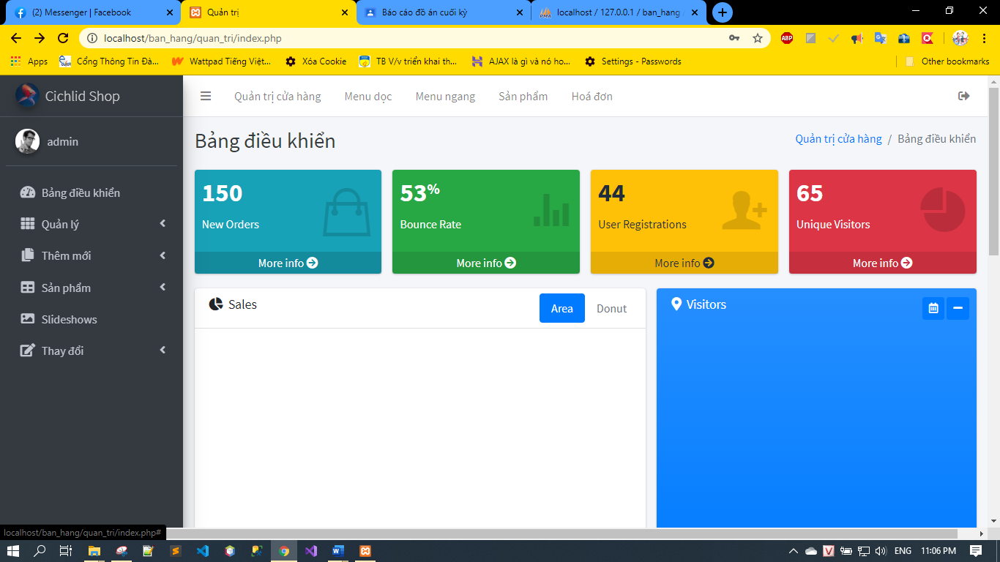 (2) Messenger | Facebook
Quản trị
Báo cáo đồ án cuối kỳ
localhost / 127.0.0.1 / ban_hang
localhost/ban_hang/quan_tri/index.php
ABP
Apps
Cổng Thông Tin Đà...
Wattpad Tiếng Việt...
Xóa Cookie
TB V/v triển khai th...
AJAX là gì và nó ho...
Settings - Passwords
Other bookmarks
Cichlid Shop
Quản trị cửa hàng
Menu dọc
Menu ngang
Sản phẩm
Hoá đơn
admin
Bảng điều khiển
Quản lý
Thêm mới
Sản phẩm
Slideshows
Thay đổi
Bảng điều khiển
Quản trị cửa hàng / Bảng điều khiển
150
New Orders
More info
53%
Bounce Rate
More info
44
User Registrations
More info
65
Unique Visitors
More info
Sales
Area
Donut
Visitors
localhost/ban_hang/quan_tri/index.php#
ENG
11:06 PM